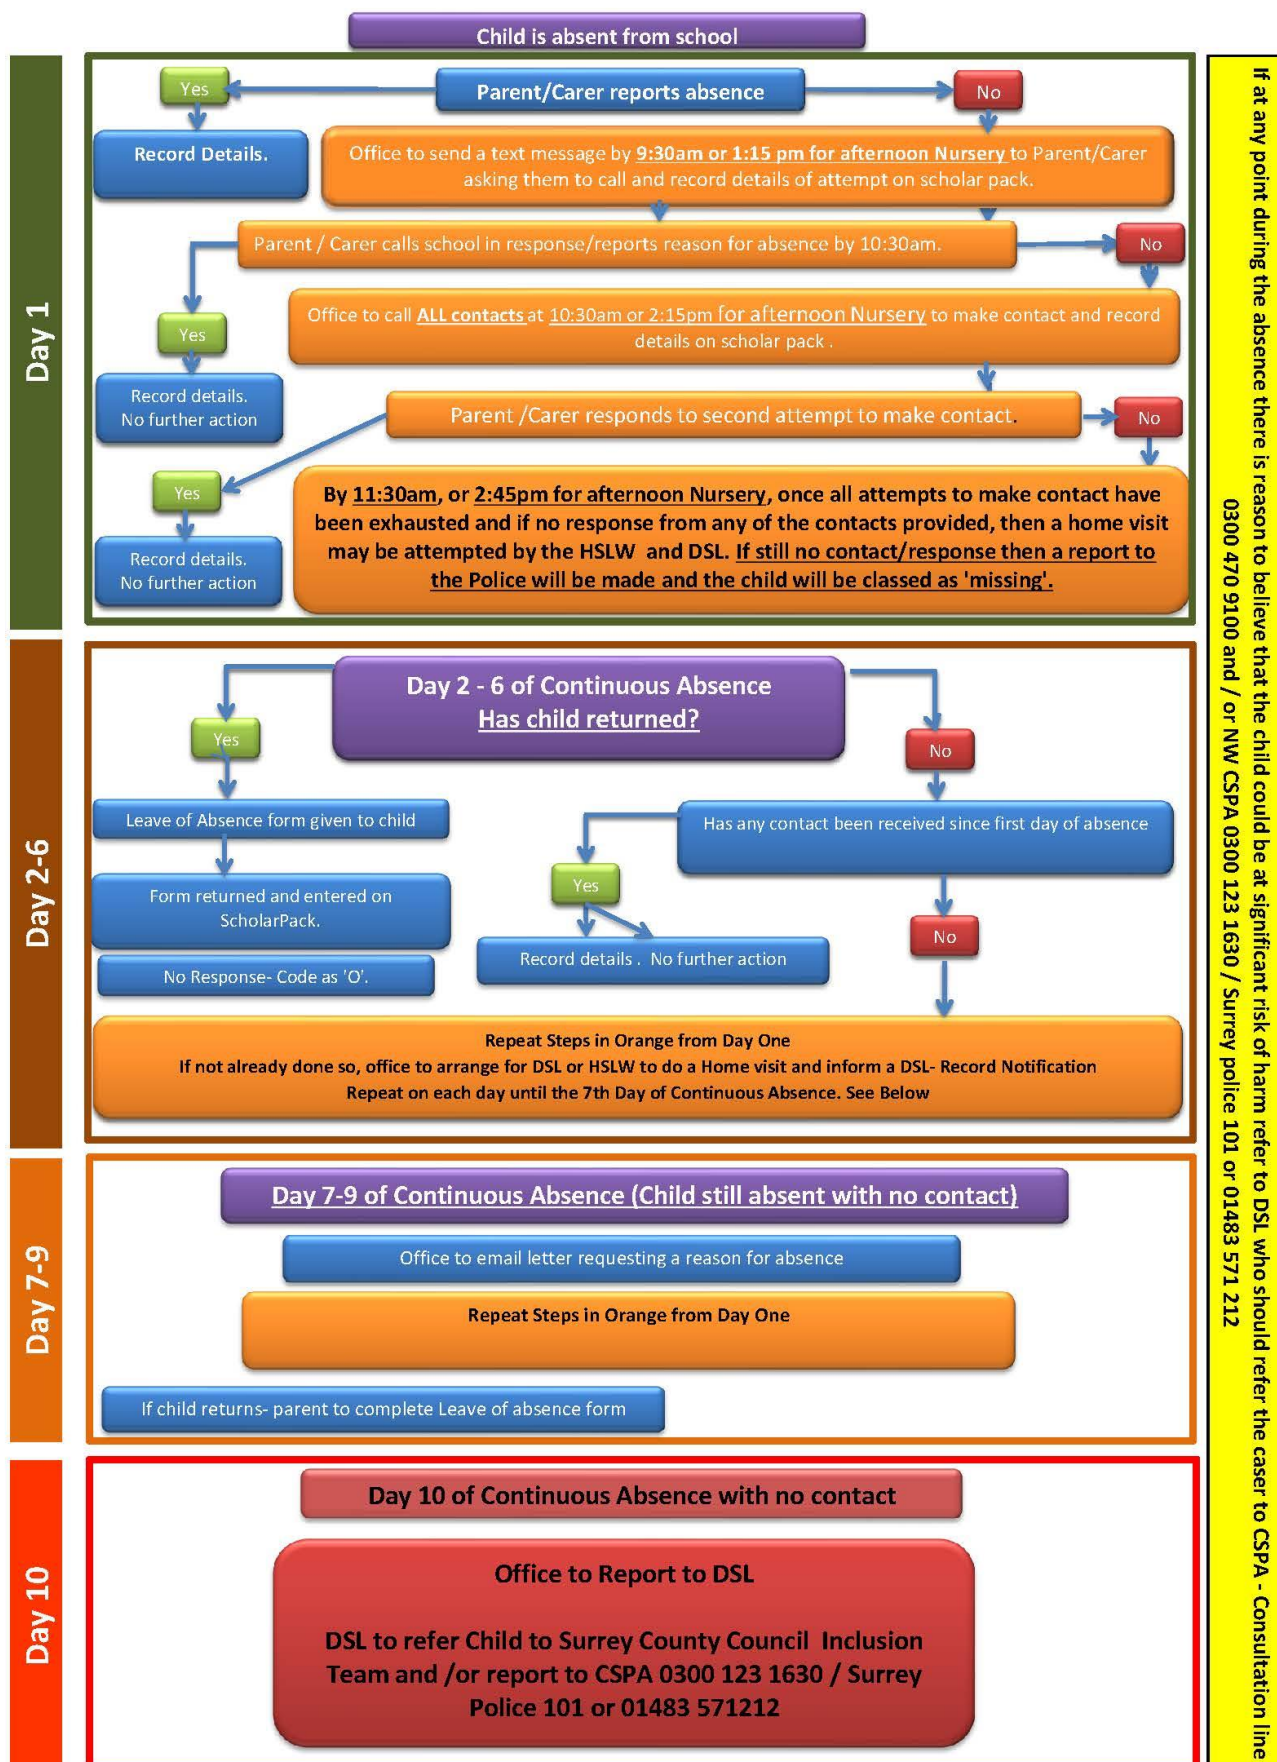 Child is absent from school
Day 1
Parent/Carer reports absence
Yes
No
Record Details.
Office to send a text message by 9:30am or 1:15 pm for afternoon Nursery to Parent/Carer
asking them to call and record details of attempt on scholar pack.
Parent / Carer calls school in response/reports reason for absence by 10:30am.
No
Yes
Office to call ALL contacts at 10:30am or 2:15pm for afternoon Nursery to make contact and record
details on scholar pack .
Record details.
No further action
Parent /Carer responds to second attempt to make contact.
No
Yes
Record details.
No further action
By 11:30am, or 2:45pm for afternoon Nursery, once all attempts to make contact have
been exhausted and if no response from any of the contacts provided, then a home visit
may be attempted by the HSLW and DSL. If still no contact/response then a report to
the Police will be made and the child will be classed as 'missing'.
Day 2-6
Day 2 - 6 of Continuous Absence
Has child returned?
Yes
No
Leave of Absence form given to child
Form returned and entered on
ScholarPack.
No Response- Code as 'O'.
Has any contact been received since first day of absence
Yes
No
Record details . No further action
Repeat Steps in Orange from Day One
If not already done so, office to arrange for DSL or HSLW to do a Home visit and inform a DSL- Record Notification
Repeat on each day until the 7th Day of Continuous Absence. See Below
Day 7-9
Day 7-9 of Continuous Absence (Child still absent with no contact)
Office to email letter requesting a reason for absence
Repeat Steps in Orange from Day One
If child returns- parent to complete Leave of absence form
Day 10
Day 10 of Continuous Absence with no contact
Office to Report to DSL
DSL to refer Child to Surrey County Council Inclusion
Team and /or report to CSPA 0300 123 1630 / Surrey
Police 101 or 01483 571212
If at any point during the absence there is reason to believe that the child could be at significant risk of harm refer to DSL who should refer the caser to CSPA - Consultation line
0300 470 9100 and / or NW CSPA 0300 123 1630 / Surrey police 101 or 01483 571 212